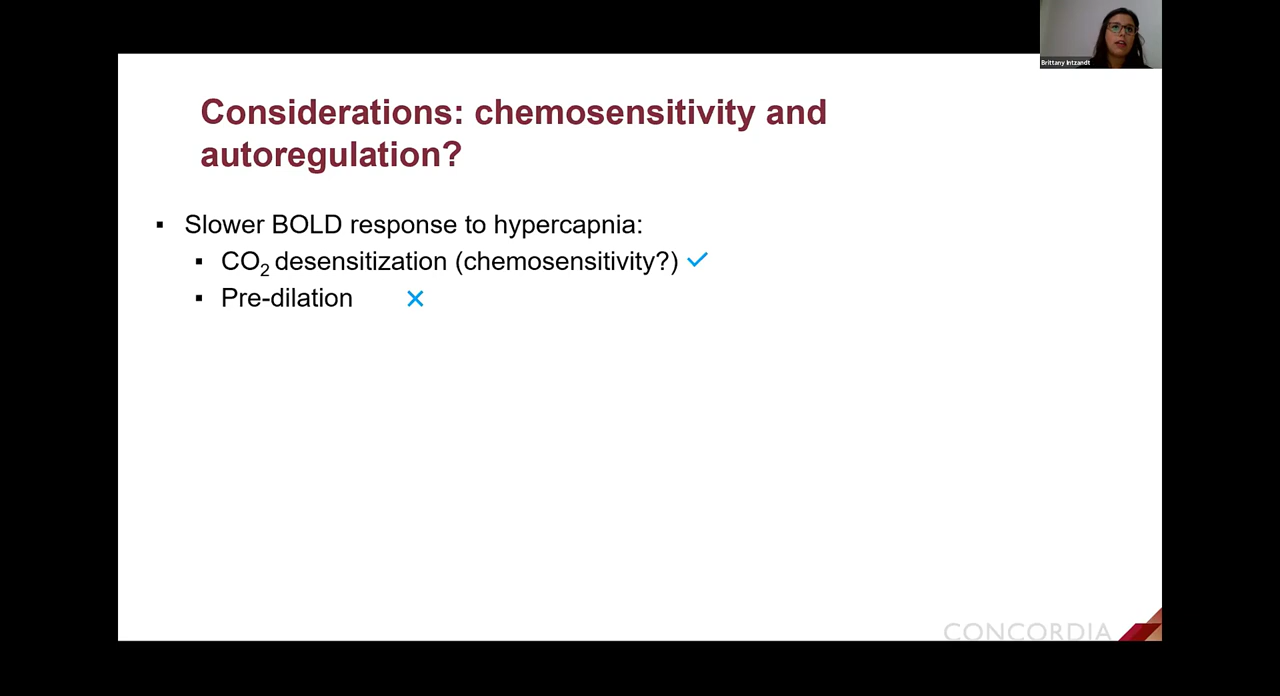 Brittany Intzandt
Considerations: chemosensitivity and
autoregulation?
▪ Slower BOLD response to hypercapnia:
▪ CO₂ desensitization (chemosensitivity?) ✓
▪ Pre-dilation ✕
CONCORDIA